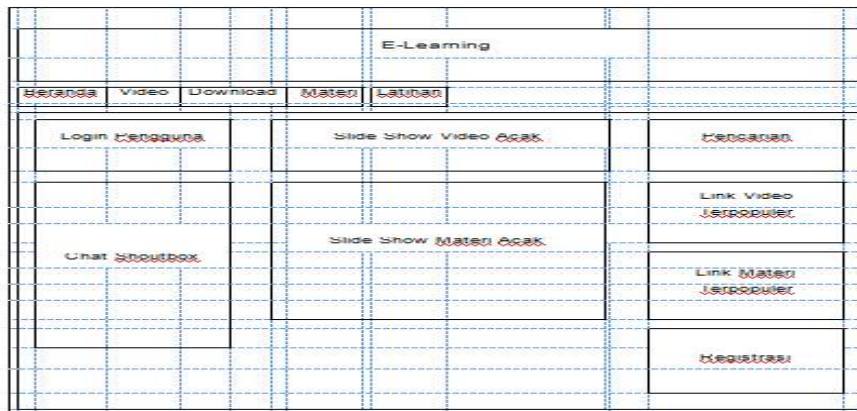 E-Learning
Beranda Video Download Materi Latihan
Login Pengguna
Slide Show Video Acak
Pencarian
Link Video
Terpopuler
Chat Shoutbox
Slide Show Materi Acak
Link Materi
Terpopuler
Registrasi